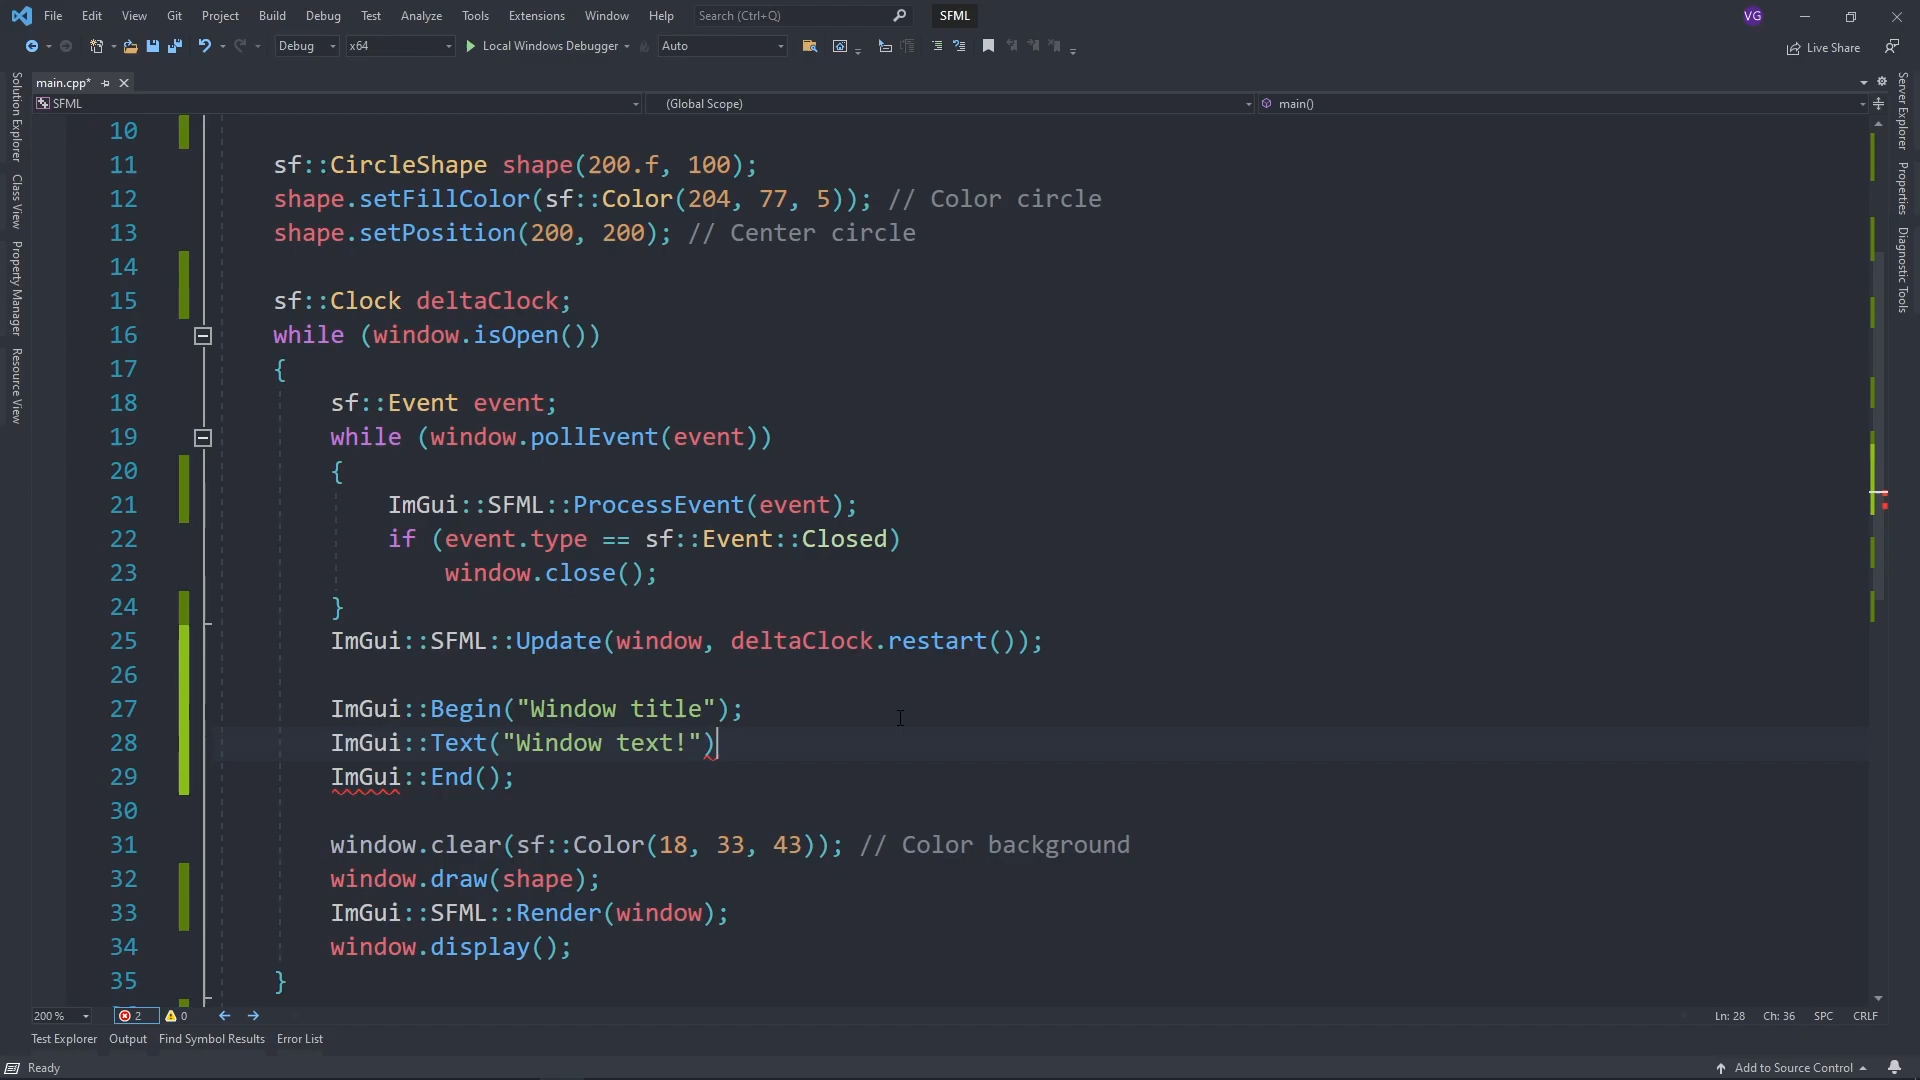 File Edit View Git Project Build Debug Test Analyze Tools Extensions Window Help Search (Ctrl+Q) SFML VG
Debug x64 Local Windows Debugger Auto Live Share
main.cpp*
SFML (Global Scope) main()
Solution Explorer
Class View
Property Manager
Resource View
10
11 sf::CircleShape shape(200.f, 100);
12 shape.setFillColor(sf::Color(204, 77, 5)); // Color circle
13 shape.setPosition(200, 200); // Center circle
14
15 sf::Clock deltaClock;
16 while (window.isOpen())
17 {
18 sf::Event event;
19 while (window.pollEvent(event))
20 {
21 ImGui::SFML::ProcessEvent(event);
22 if (event.type == sf::Event::Closed)
23 window.close();
24 }
25 ImGui::SFML::Update(window, deltaClock.restart());
26
27 ImGui::Begin("Window title");
28 ImGui::Text("Window text!")
29 ImGui::End();
30
31 window.clear(sf::Color(18, 33, 43)); // Color background
32 window.draw(shape);
33 ImGui::SFML::Render(window);
34 window.display();
35 }
Server Explorer
Properties
Diagnostic Tools
200 % 2 0 Ln: 28 Ch: 36 SPC CRLF
Test Explorer Output Find Symbol Results Error List
Ready Add to Source Control